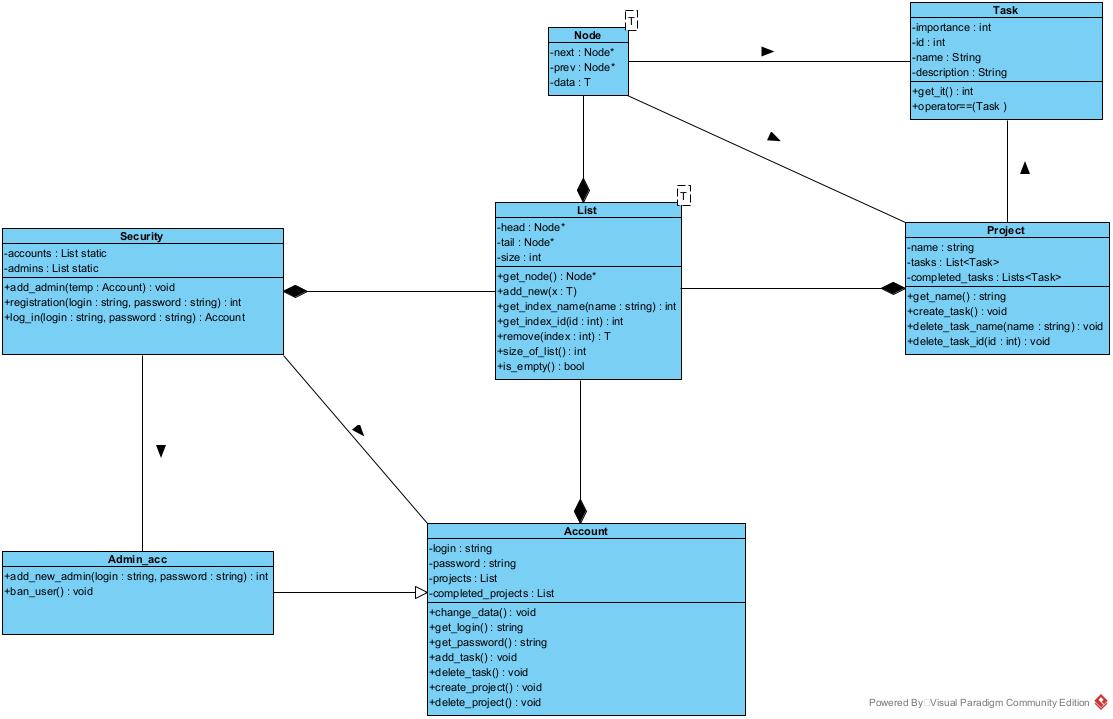 T
Node
-next : Node*
-prev : Node*
-data : T
Task
-importance : int
-id : int
-name : String
-description : String
+get_it() : int
+operator==(Task )
T
List
-head : Node*
-tail : Node*
-size : int
+get_node() : Node*
+add_new(x : T)
+get_index_name(name : string) : int
+get_index_id(id : int) : int
+remove(index : int) : T
+size_of_list() : int
+is_empty() : bool
Security
-accounts : List static
-admins : List static
+add_admin(temp : Account) : void
+registration(login : string, password : string) : int
+log_in(login : string, password : string) : Account
Project
-name : string
-tasks : List<Task>
-completed_tasks : Lists<Task>
+get_name() : string
+create_task() : void
+delete_task_name(name : string) : void
+delete_task_id(id : int) : void
Admin_acc
+add_new_admin(login : string, password : string) : int
+ban_user() : void
Account
-login : string
-password : string
-projects : List
-completed_projects : List
+change_data() : void
+get_login() : string
+get_password() : string
+add_task() : void
+delete_task() : void
+create_project() : void
+delete_project() : void
Powered By Visual Paradigm Community Edition